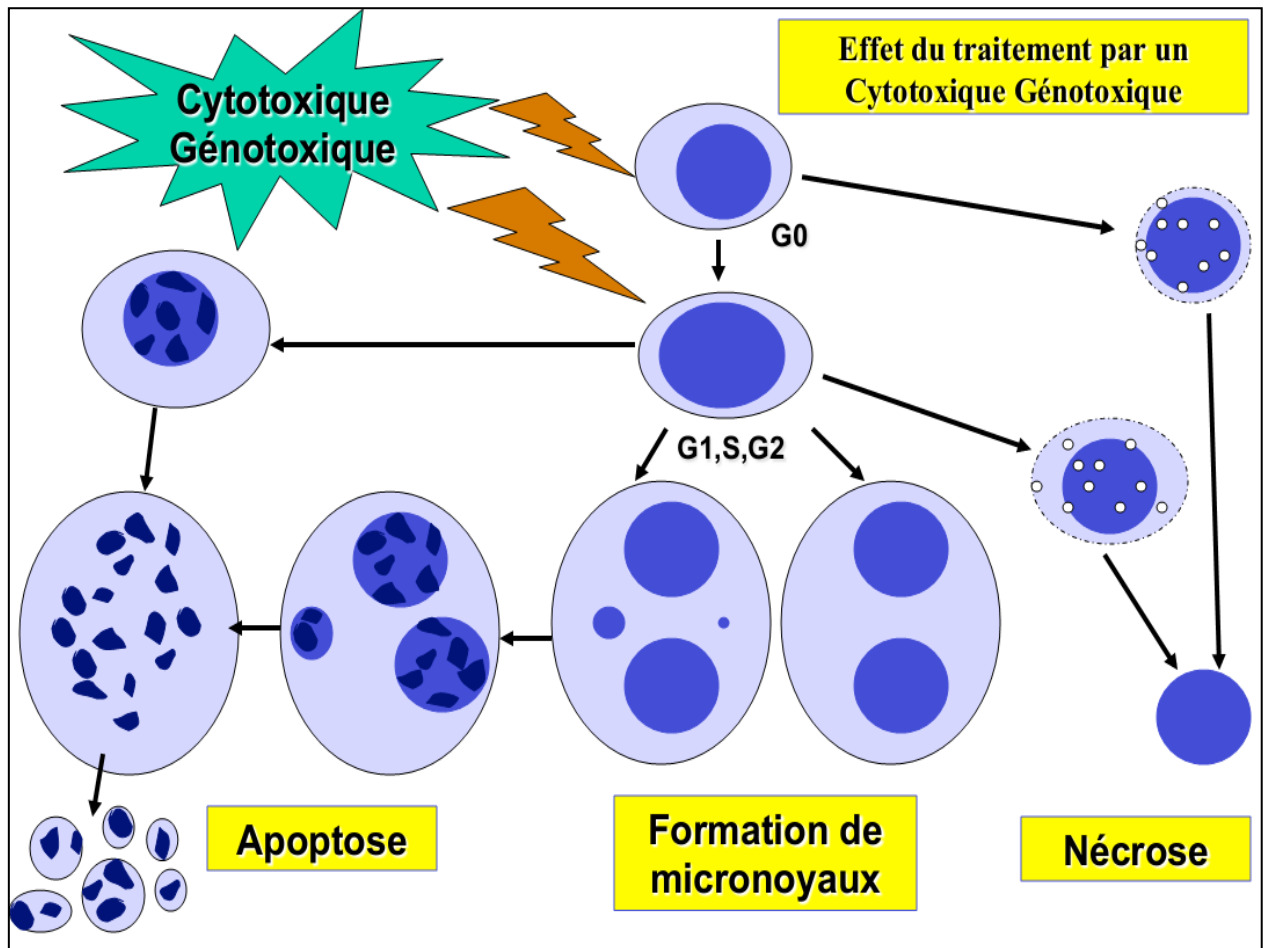 Effet du traitement par un
Cytotoxique Génotoxique
Cytotoxique
Génotoxique
G0
G1,S,G2
Apoptose
Formation de
micronoyaux
Nécrose